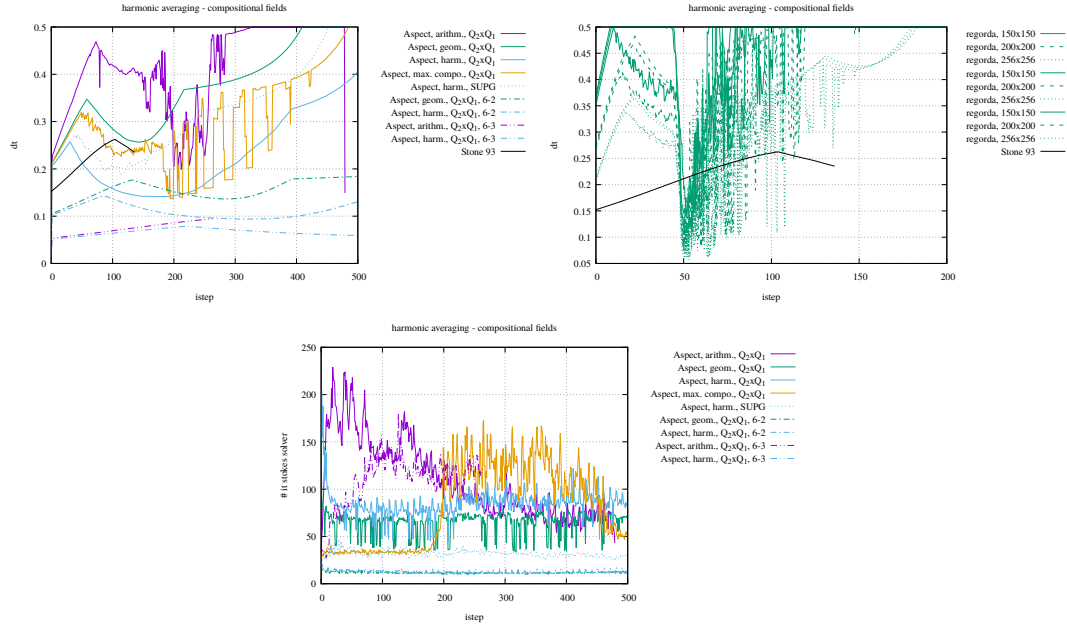 harmonic averaging - compositional fields
dt
0.5
0.4
0.3
0.2
0.1
0
0 100 200 300 400 500
istep
Aspect, arithm., Q₂xQ₁
Aspect, geom., Q₂xQ₁
Aspect, harm., Q₂xQ₁
Aspect, max. compo., Q₂xQ₁
Aspect, harm., SUPG
Aspect, geom., Q₂xQ₁, 6-2
Aspect, harm., Q₂xQ₁, 6-2
Aspect, arithm., Q₂xQ₁, 6-3
Aspect, harm., Q₂xQ₁, 6-3
Stone 93
harmonic averaging - compositional fields
dt
0.5
0.45
0.4
0.35
0.3
0.25
0.2
0.15
0.1
0.05
0 50 100 150 200
istep
regorda, 150x150
regorda, 200x200
regorda, 256x256
regorda, 150x150
regorda, 200x200
regorda, 256x256
regorda, 150x150
regorda, 200x200
regorda, 256x256
Stone 93
harmonic averaging - compositional fields
# it stokes solver
250
200
150
100
50
0
0 100 200 300 400 500
istep
Aspect, arithm., Q₂xQ₁
Aspect, geom., Q₂xQ₁
Aspect, harm., Q₂xQ₁
Aspect, max. compo., Q₂xQ₁
Aspect, harm., SUPG
Aspect, geom., Q₂xQ₁, 6-2
Aspect, harm., Q₂xQ₁, 6-2
Aspect, arithm., Q₂xQ₁, 6-3
Aspect, harm., Q₂xQ₁, 6-3